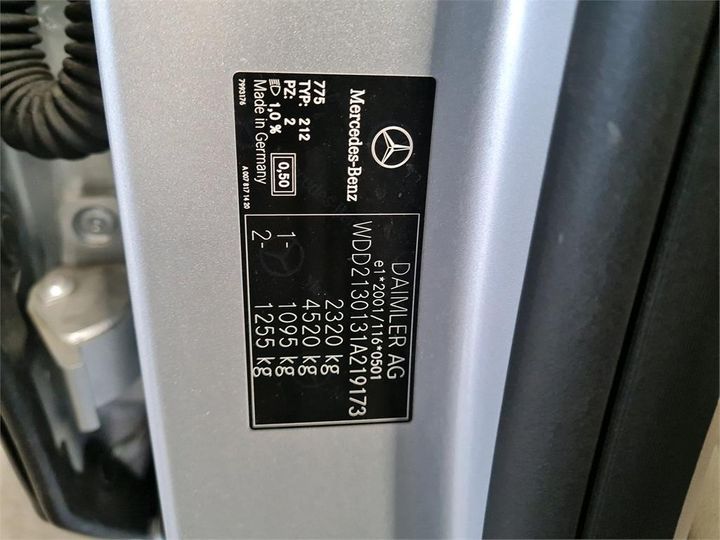 Mercedes-Benz
775
TYP: 212
PZ: 2
1,0 %
0,50
Made in Germany
7993176
A 007 817 14 20
DAIMLER AG
e1*2001/116*0501
WDD2130131A219173
2320 kg
4520 kg
1- 1095 kg
2- 1255 kg